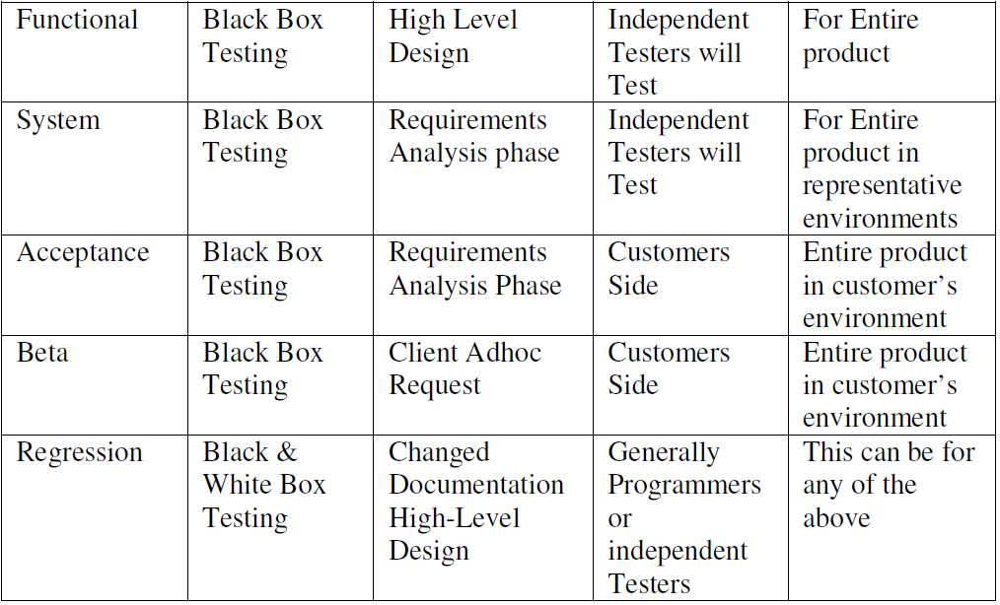 Functional
Black Box
Testing
High Level
Design
Independent
Testers will
Test
For Entire
product
System
Black Box
Testing
Requirements
Analysis phase
Independent
Testers will
Test
For Entire
product in
representative
environments
Acceptance
Black Box
Testing
Requirements
Analysis Phase
Customers
Side
Entire product
in customer’s
environment
Beta
Black Box
Testing
Client Adhoc
Request
Customers
Side
Entire product
in customer’s
environment
Regression
Black &
White Box
Testing
Changed
Documentation
High-Level
Design
Generally
Programmers
or
independent
Testers
This can be for
any of the
above